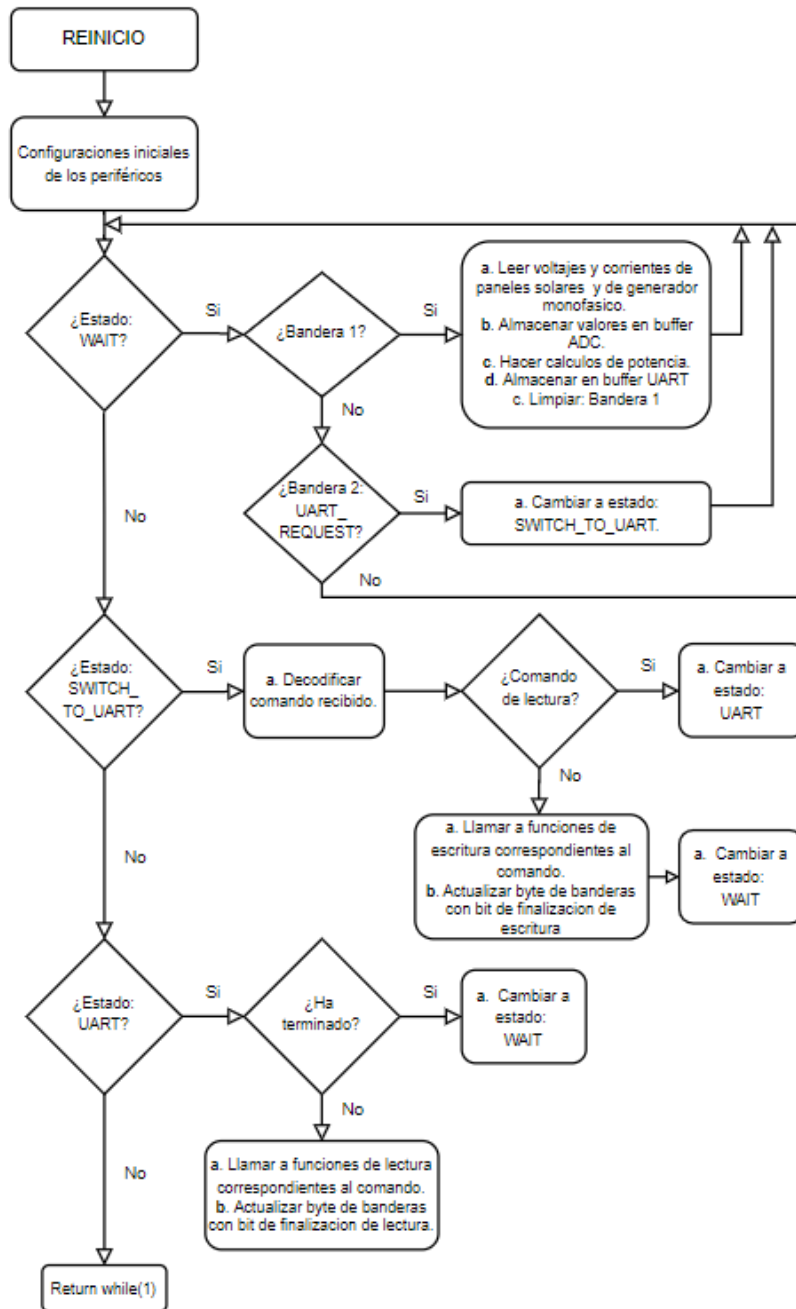 REINICIO
Configuraciones iniciales
de los periféricos
¿Estado:
WAIT?
Si
¿Bandera 1?
Si
a. Leer voltajes y corrientes de
paneles solares y de generador
monofasico.
b. Almacenar valores en buffer
ADC.
c. Hacer calculos de potencia.
d. Almacenar en buffer UART
c. Limpiar: Bandera 1
No
¿Bandera 2:
UART_
REQUEST?
Si
a. Cambiar a estado:
SWITCH_TO_UART.
No
No
¿Estado:
SWITCH_
TO_UART?
Si
a. Decodificar
comando recibido.
¿Comando
de lectura?
Si
a. Cambiar a
estado:
UART
No
a. Llamar a funciones de
escritura correspondientes al
comando.
b. Actualizar byte de banderas
con bit de finalizacion de
escritura
a. Cambiar a
estado:
WAIT
No
¿Estado:
UART?
Si
¿Ha
terminado?
Si
a. Cambiar a
estado:
WAIT
No
a. Llamar a funciones de lectura
correspondientes al comando.
b. Actualizar byte de banderas
con bit de finalizacion de lectura.
No
Return while(1)